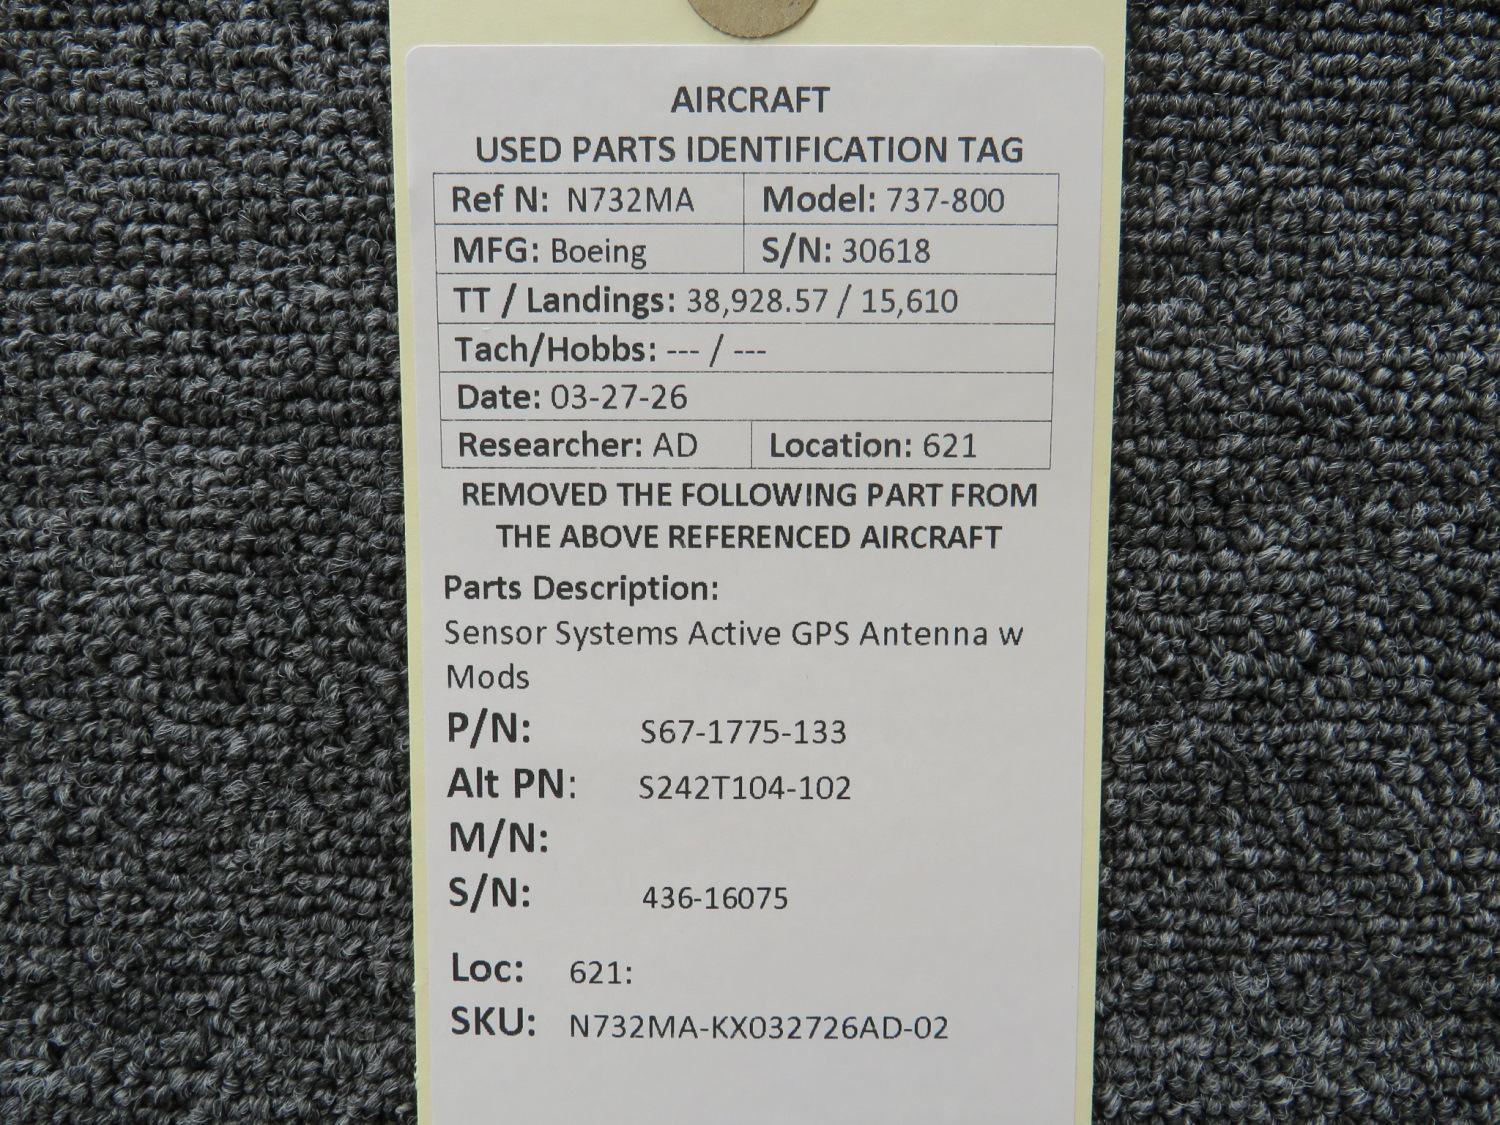 AIRCRAFT
USED PARTS IDENTIFICATION TAG
Ref N: N732MA Model: 737-800
MFG: Boeing S/N: 30618
TT / Landings: 38,928.57 / 15,610
Tach/Hobbs: --- / ---
Date: 03-27-26
Researcher: AD Location: 621
REMOVED THE FOLLOWING PART FROM
THE ABOVE REFERENCED AIRCRAFT
Parts Description:
Sensor Systems Active GPS Antenna w
Mods
P/N: S67-1775-133
Alt PN: S242T104-102
M/N:
S/N: 436-16075
Loc: 621:
SKU: N732MA-KX032726AD-02